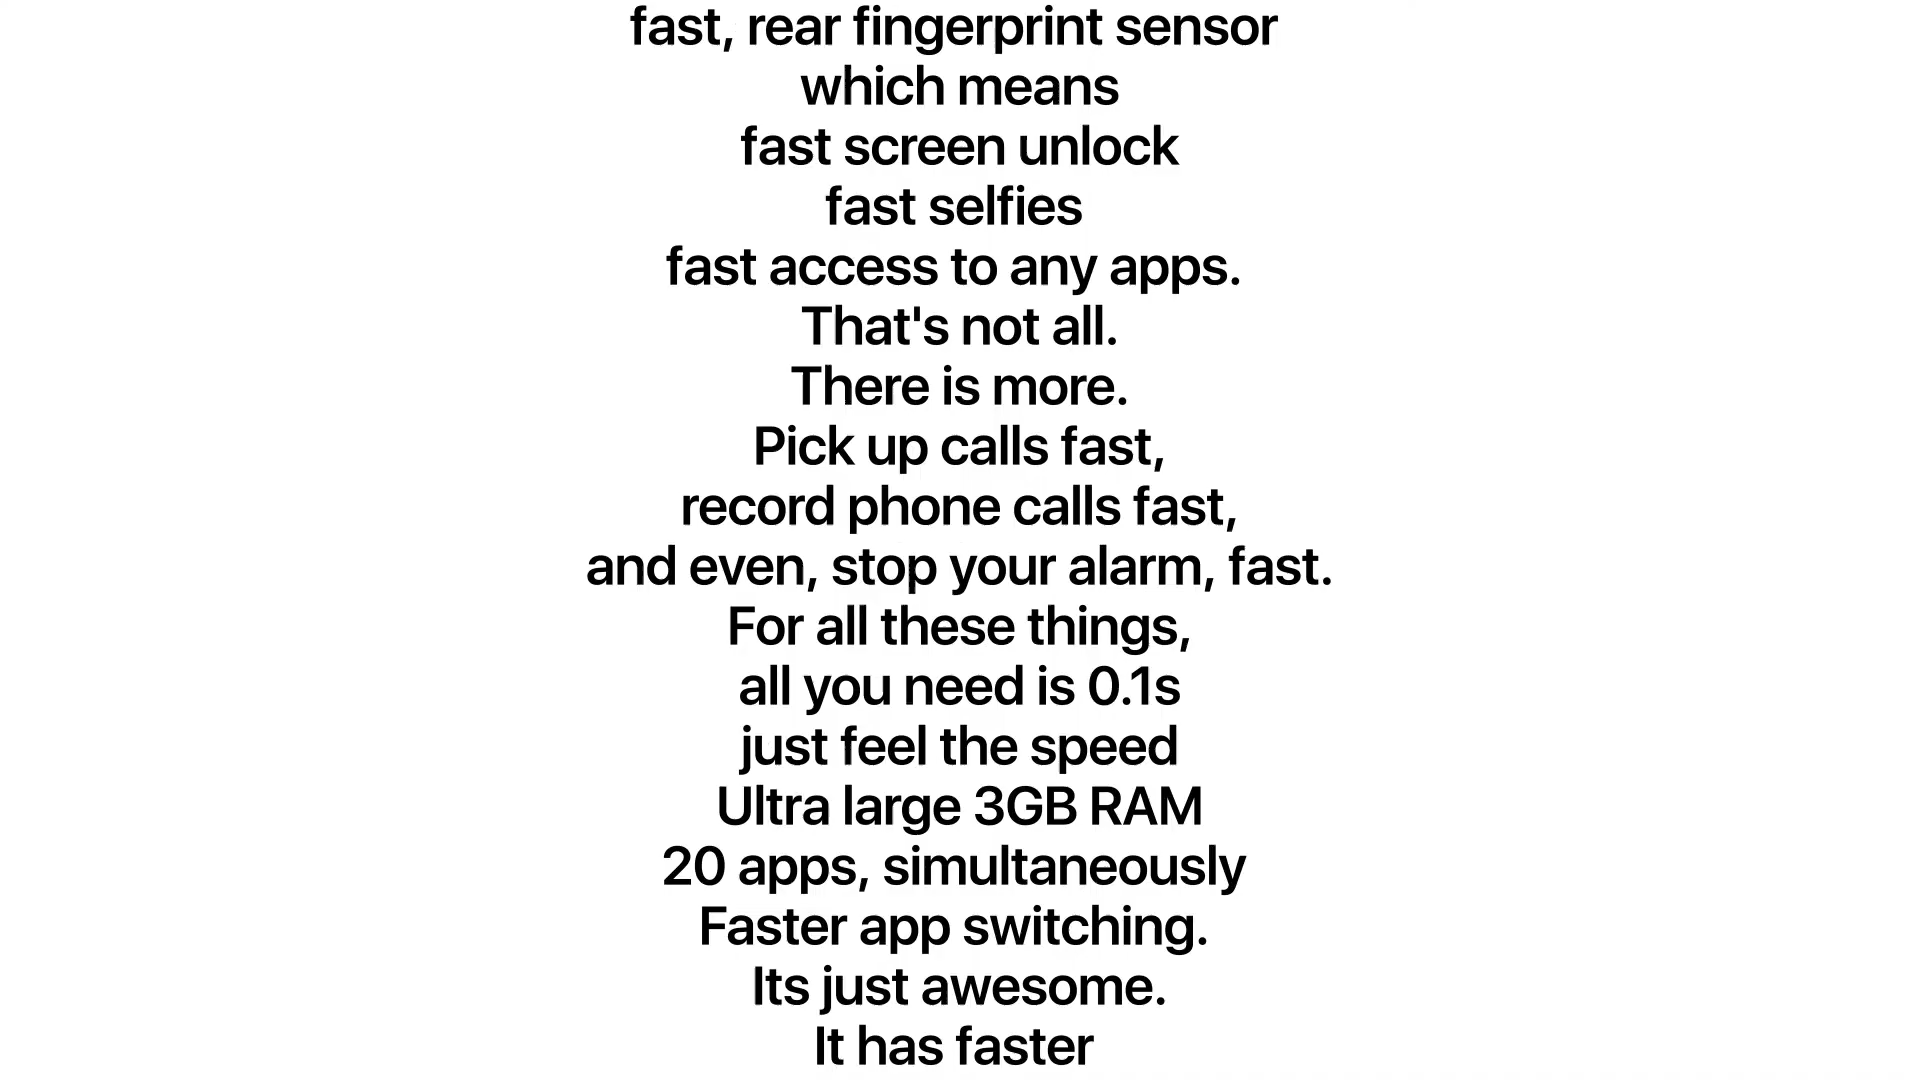 fast, rear fingerprint sensor
which means
fast screen unlock
fast selfies
fast access to any apps.
That's not all.
There is more.
Pick up calls fast,
record phone calls fast,
and even, stop your alarm, fast.
For all these things,
all you need is 0.1s
just feel the speed
Ultra large 3GB RAM
20 apps, simultaneously
Faster app switching.
Its just awesome.
It has faster